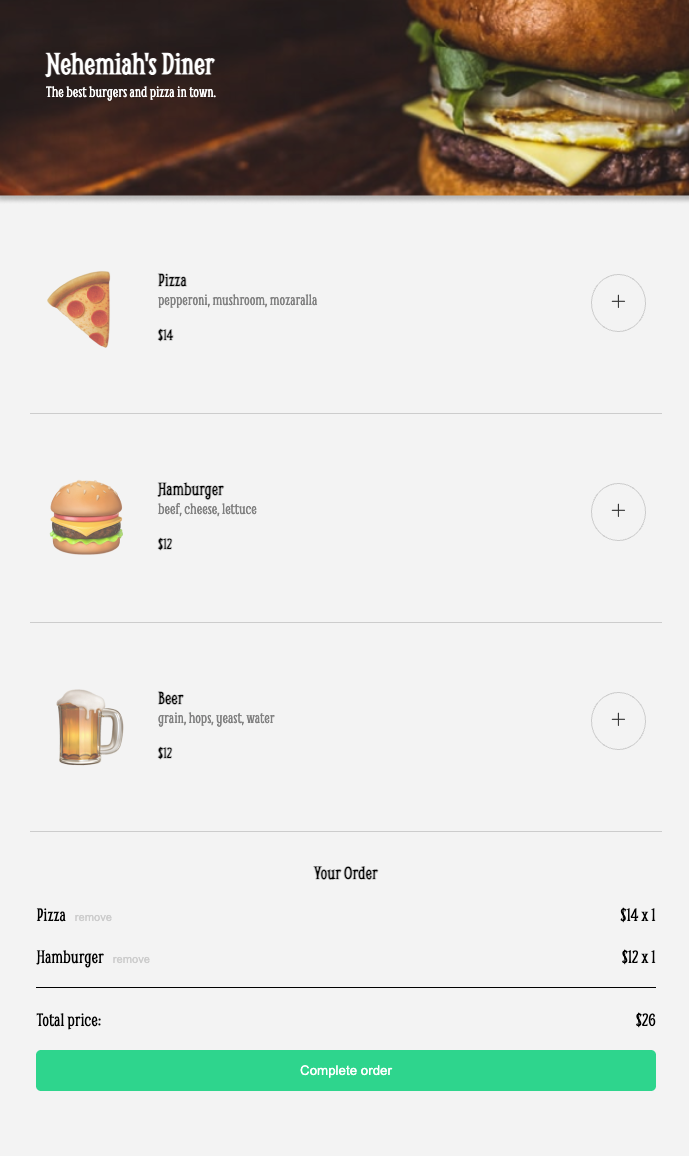 Nehemiah's Diner
The best burgers and pizza in town.
Pizza
pepperoni, mushroom, mozaralla
$14
+
Hamburger
beef, cheese, lettuce
$12
+
Beer
grain, hops, yeast, water
$12
+
Your Order
Pizza remove $14 x 1
Hamburger remove $12 x 1
Total price: $26
Complete order